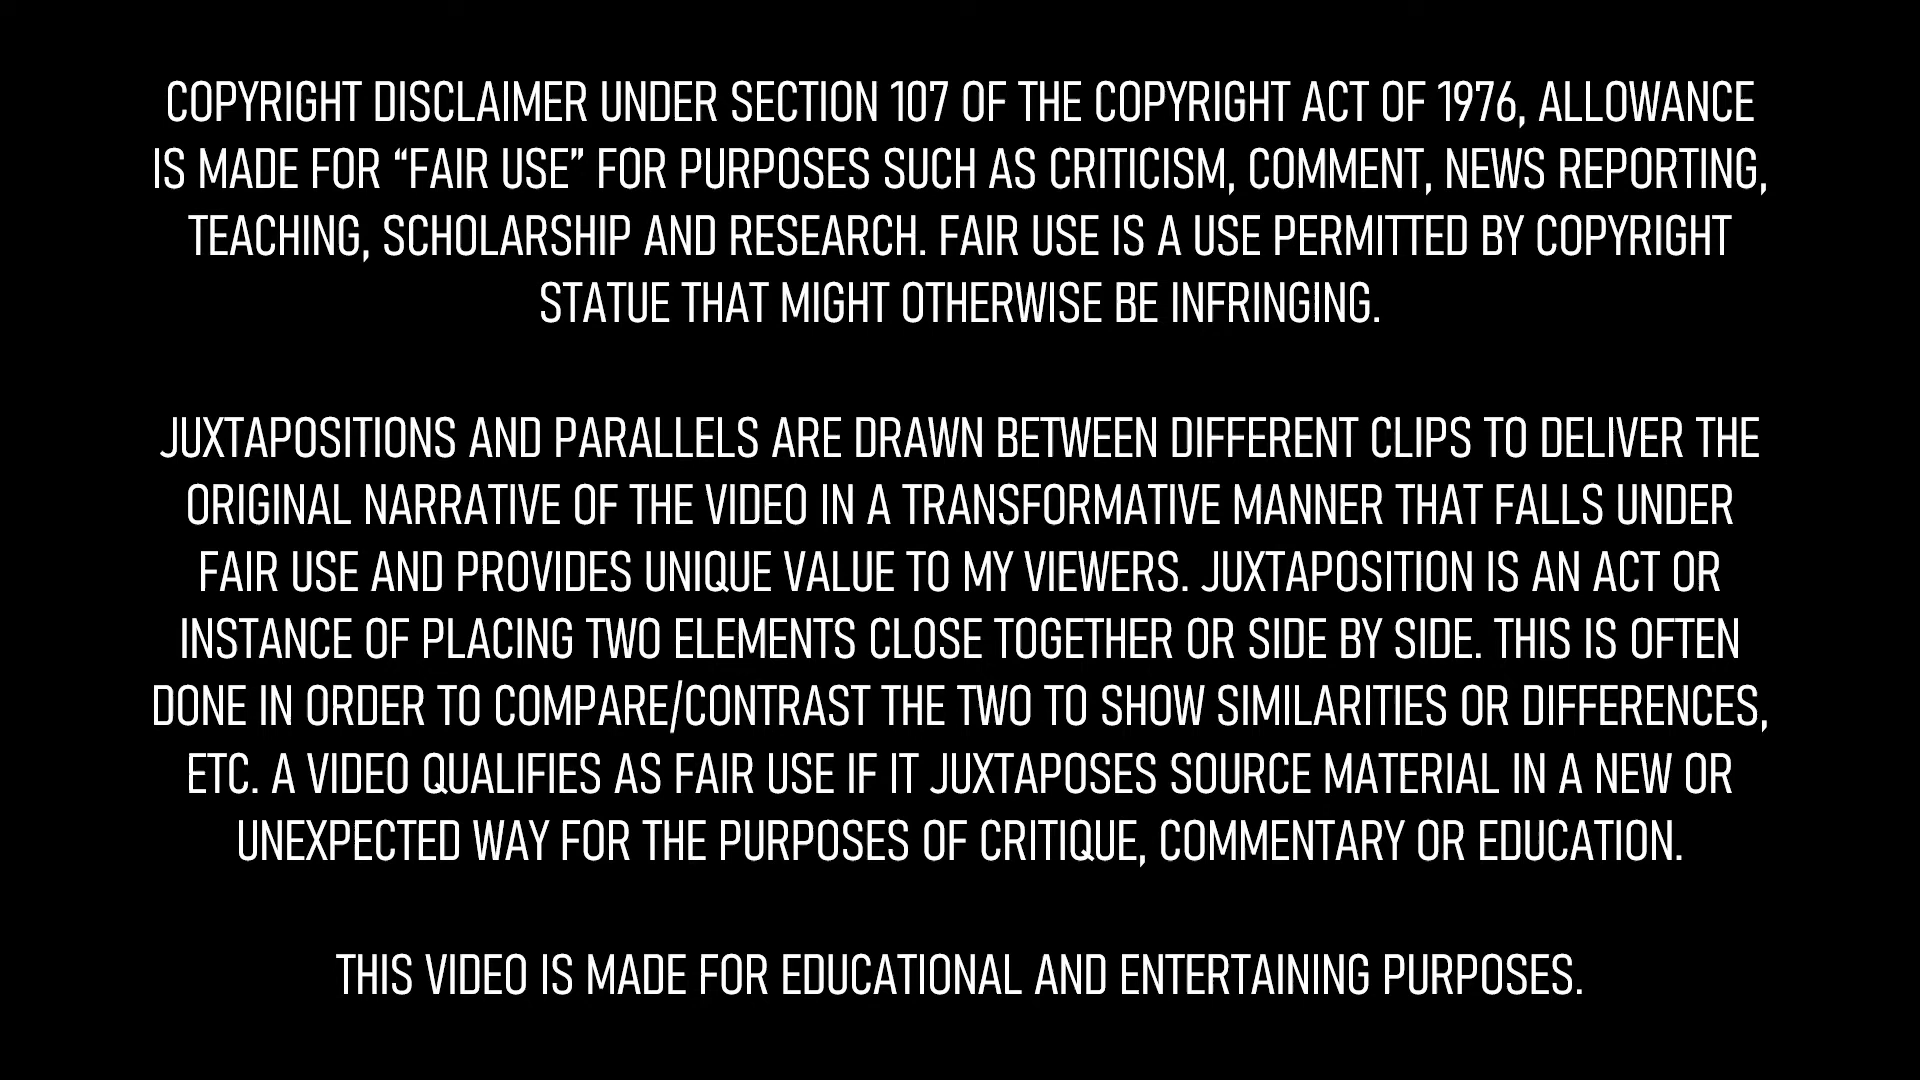 COPYRIGHT DISCLAIMER UNDER SECTION 107 OF THE COPYRIGHT ACT OF 1976, ALLOWANCE
IS MADE FOR “FAIR USE” FOR PURPOSES SUCH AS CRITICISM, COMMENT, NEWS REPORTING,
TEACHING, SCHOLARSHIP AND RESEARCH. FAIR USE IS A USE PERMITTED BY COPYRIGHT
STATUE THAT MIGHT OTHERWISE BE INFRINGING.
JUXTAPOSITIONS AND PARALLELS ARE DRAWN BETWEEN DIFFERENT CLIPS TO DELIVER THE
ORIGINAL NARRATIVE OF THE VIDEO IN A TRANSFORMATIVE MANNER THAT FALLS UNDER
FAIR USE AND PROVIDES UNIQUE VALUE TO MY VIEWERS. JUXTAPOSITION IS AN ACT OR
INSTANCE OF PLACING TWO ELEMENTS CLOSE TOGETHER OR SIDE BY SIDE. THIS IS OFTEN
DONE IN ORDER TO COMPARE/CONTRAST THE TWO TO SHOW SIMILARITIES OR DIFFERENCES,
ETC. A VIDEO QUALIFIES AS FAIR USE IF IT JUXTAPOSES SOURCE MATERIAL IN A NEW OR
UNEXPECTED WAY FOR THE PURPOSES OF CRITIQUE, COMMENTARY OR EDUCATION.
THIS VIDEO IS MADE FOR EDUCATIONAL AND ENTERTAINING PURPOSES.